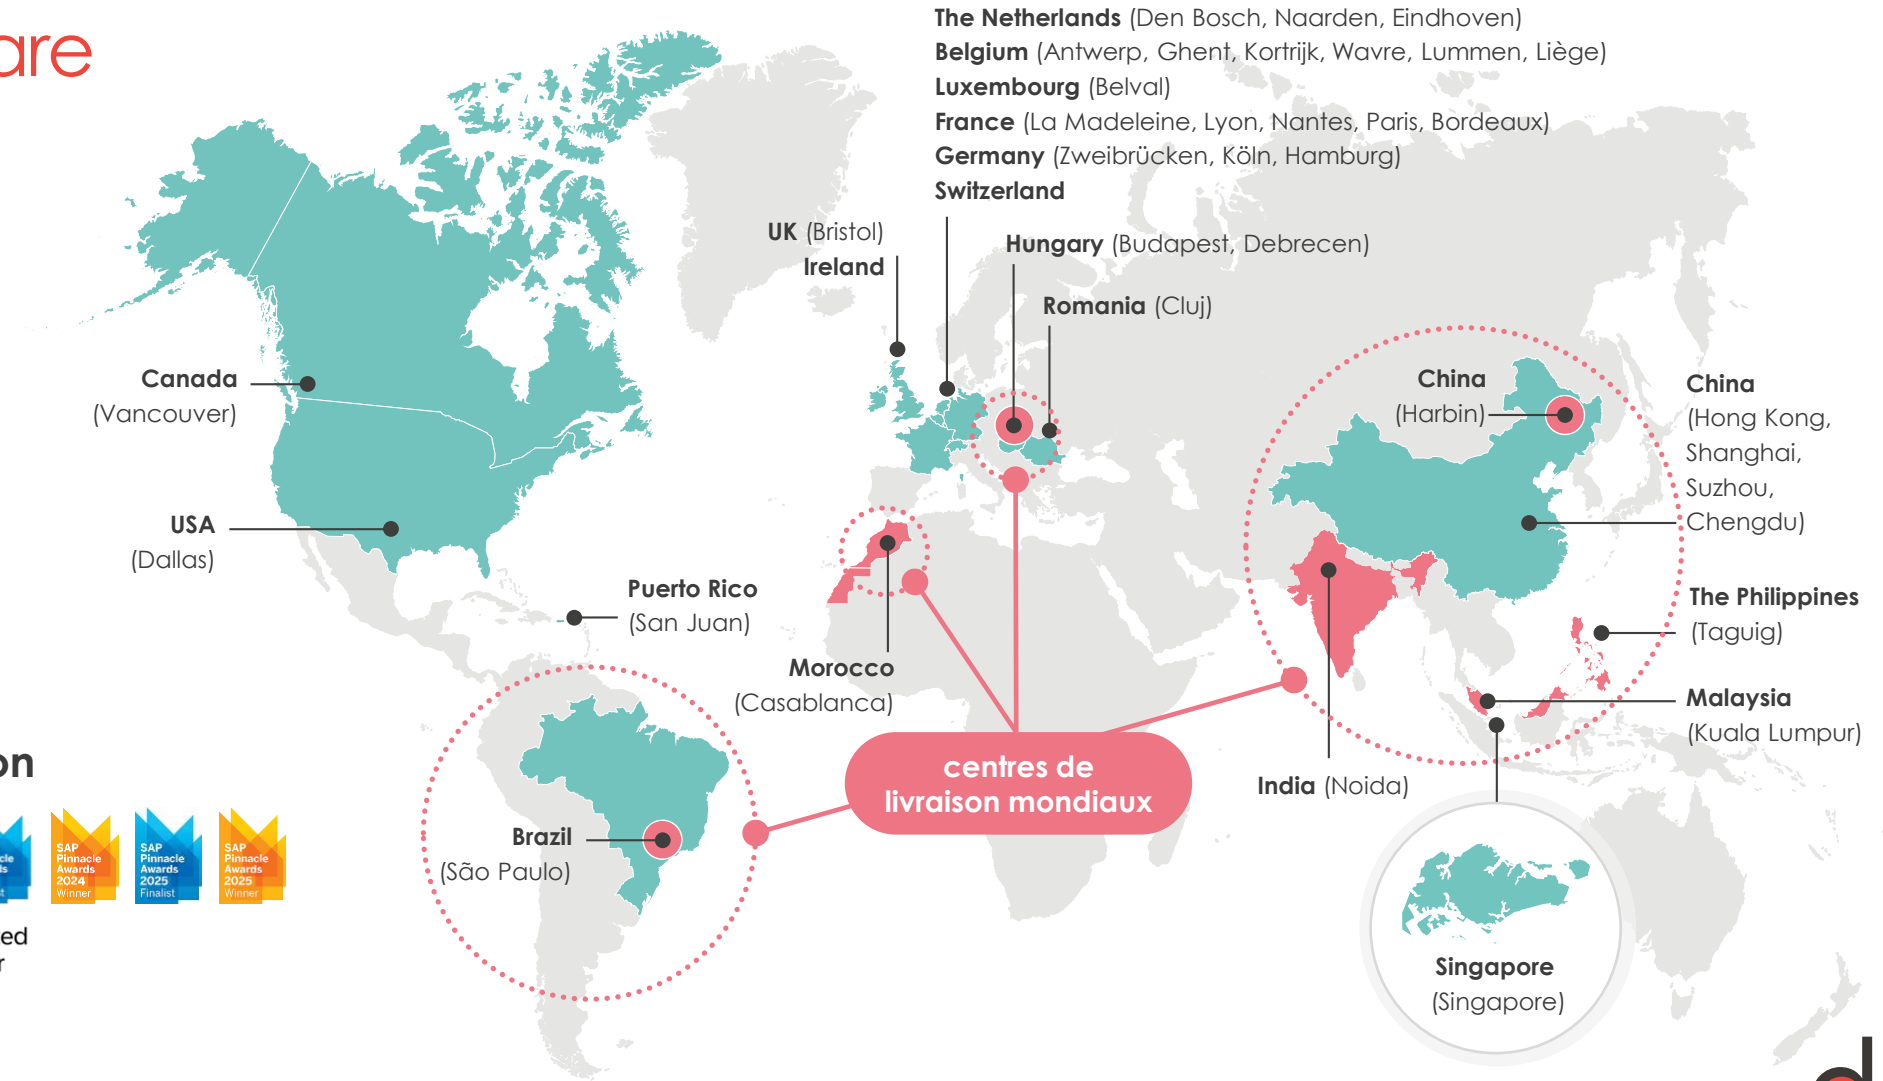 are
The Netherlands (Den Bosch, Naarden, Eindhoven)
Belgium (Antwerp, Ghent, Kortrijk, Wavre, Lummen, Liège)
Luxembourg (Belval)
France (La Madeleine, Lyon, Nantes, Paris, Bordeaux)
Germany (Zweibrücken, Köln, Hamburg)
Switzerland
UK (Bristol)
Ireland
Hungary (Budapest, Debrecen)
Romania (Cluj)
Canada
(Vancouver)
USA
(Dallas)
Puerto Rico
(San Juan)
Morocco
(Casablanca)
China
(Harbin)
China
(Hong Kong,
Shanghai,
Suzhou,
Chengdu)
The Philippines
(Taguig)
Malaysia
(Kuala Lumpur)
India (Noida)
centres de
livraison mondiaux
Brazil
(São Paulo)
Singapore
(Singapore)
on
SAP
Pinnacle
Awards
2024
Winner
SAP
Pinnacle
Awards
2025
Finalist
SAP
Pinnacle
Awards
2025
Winner
ed
r
d